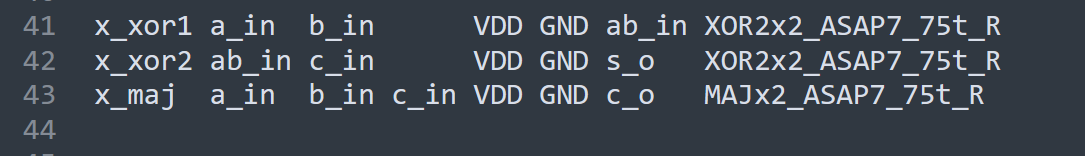 41 x_xor1 a_in b_in VDD GND ab_in XOR2x2_ASAP7_75t_R
42 x_xor2 ab_in c_in VDD GND s_o XOR2x2_ASAP7_75t_R
43 x_maj a_in b_in c_in VDD GND c_o MAJx2_ASAP7_75t_R
44